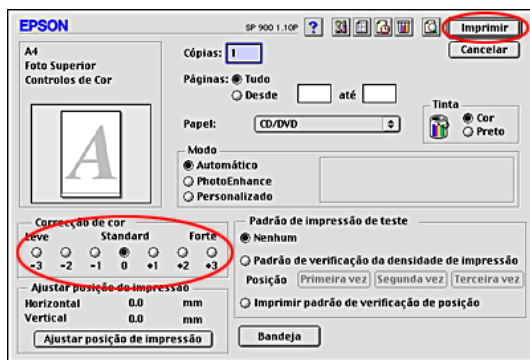 EPSON
SP 900 1.10P
?
Imprimir
Cancelar
A4
Foto Superior
Controlos de Cor
A
Cópias: 1
Páginas: Tudo
Desde até
Papel: CD/DVD
Tinta
Cor
Preto
Modo
Automático
PhotoEnhance
Personalizado
Correcção de cor
Leve Standard Forte
-3 -2 -1 0 +1 +2 +3
Ajustar posição de impressão
Horizontal 0.0 mm
Vertical 0.0 mm
Ajustar posição de impressão
Padrão de impressão de teste
Nenhum
Padrão de verificação da densidade de impressão
Posição Primeira vez Segunda vez Terceira vez
Imprimir padrão de verificação de posição
Bandeja